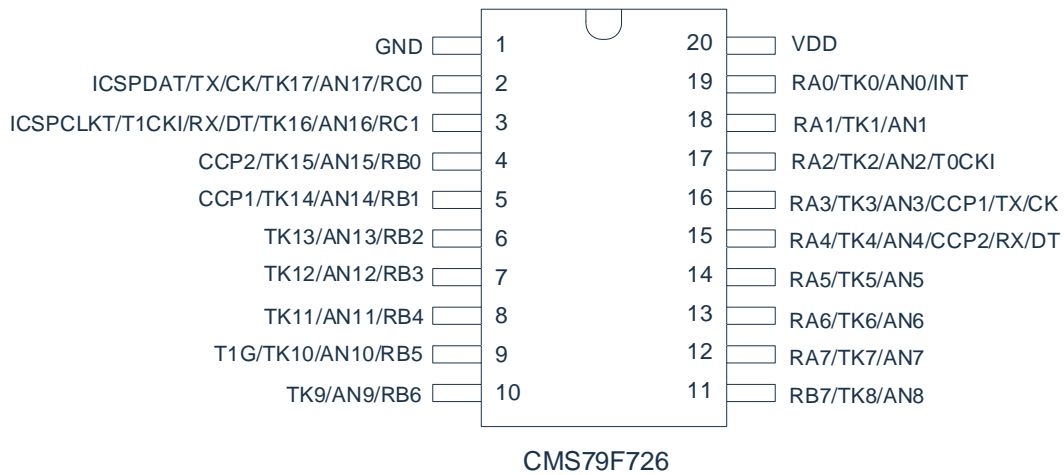 GND 1 20 VDD
ICSPDAT/TX/CK/TK17/AN17/RC0 2 19 RA0/TK0/AN0/INT
ICSPCLKT/T1CKI/RX/DT/TK16/AN16/RC1 3 18 RA1/TK1/AN1
CCP2/TK15/AN15/RB0 4 17 RA2/TK2/AN2/T0CKI
CCP1/TK14/AN14/RB1 5 16 RA3/TK3/AN3/CCP1/TX/CK
TK13/AN13/RB2 6 15 RA4/TK4/AN4/CCP2/RX/DT
TK12/AN12/RB3 7 14 RA5/TK5/AN5
TK11/AN11/RB4 8 13 RA6/TK6/AN6
T1G/TK10/AN10/RB5 9 12 RA7/TK7/AN7
TK9/AN9/RB6 10 11 RB7/TK8/AN8
CMS79F726